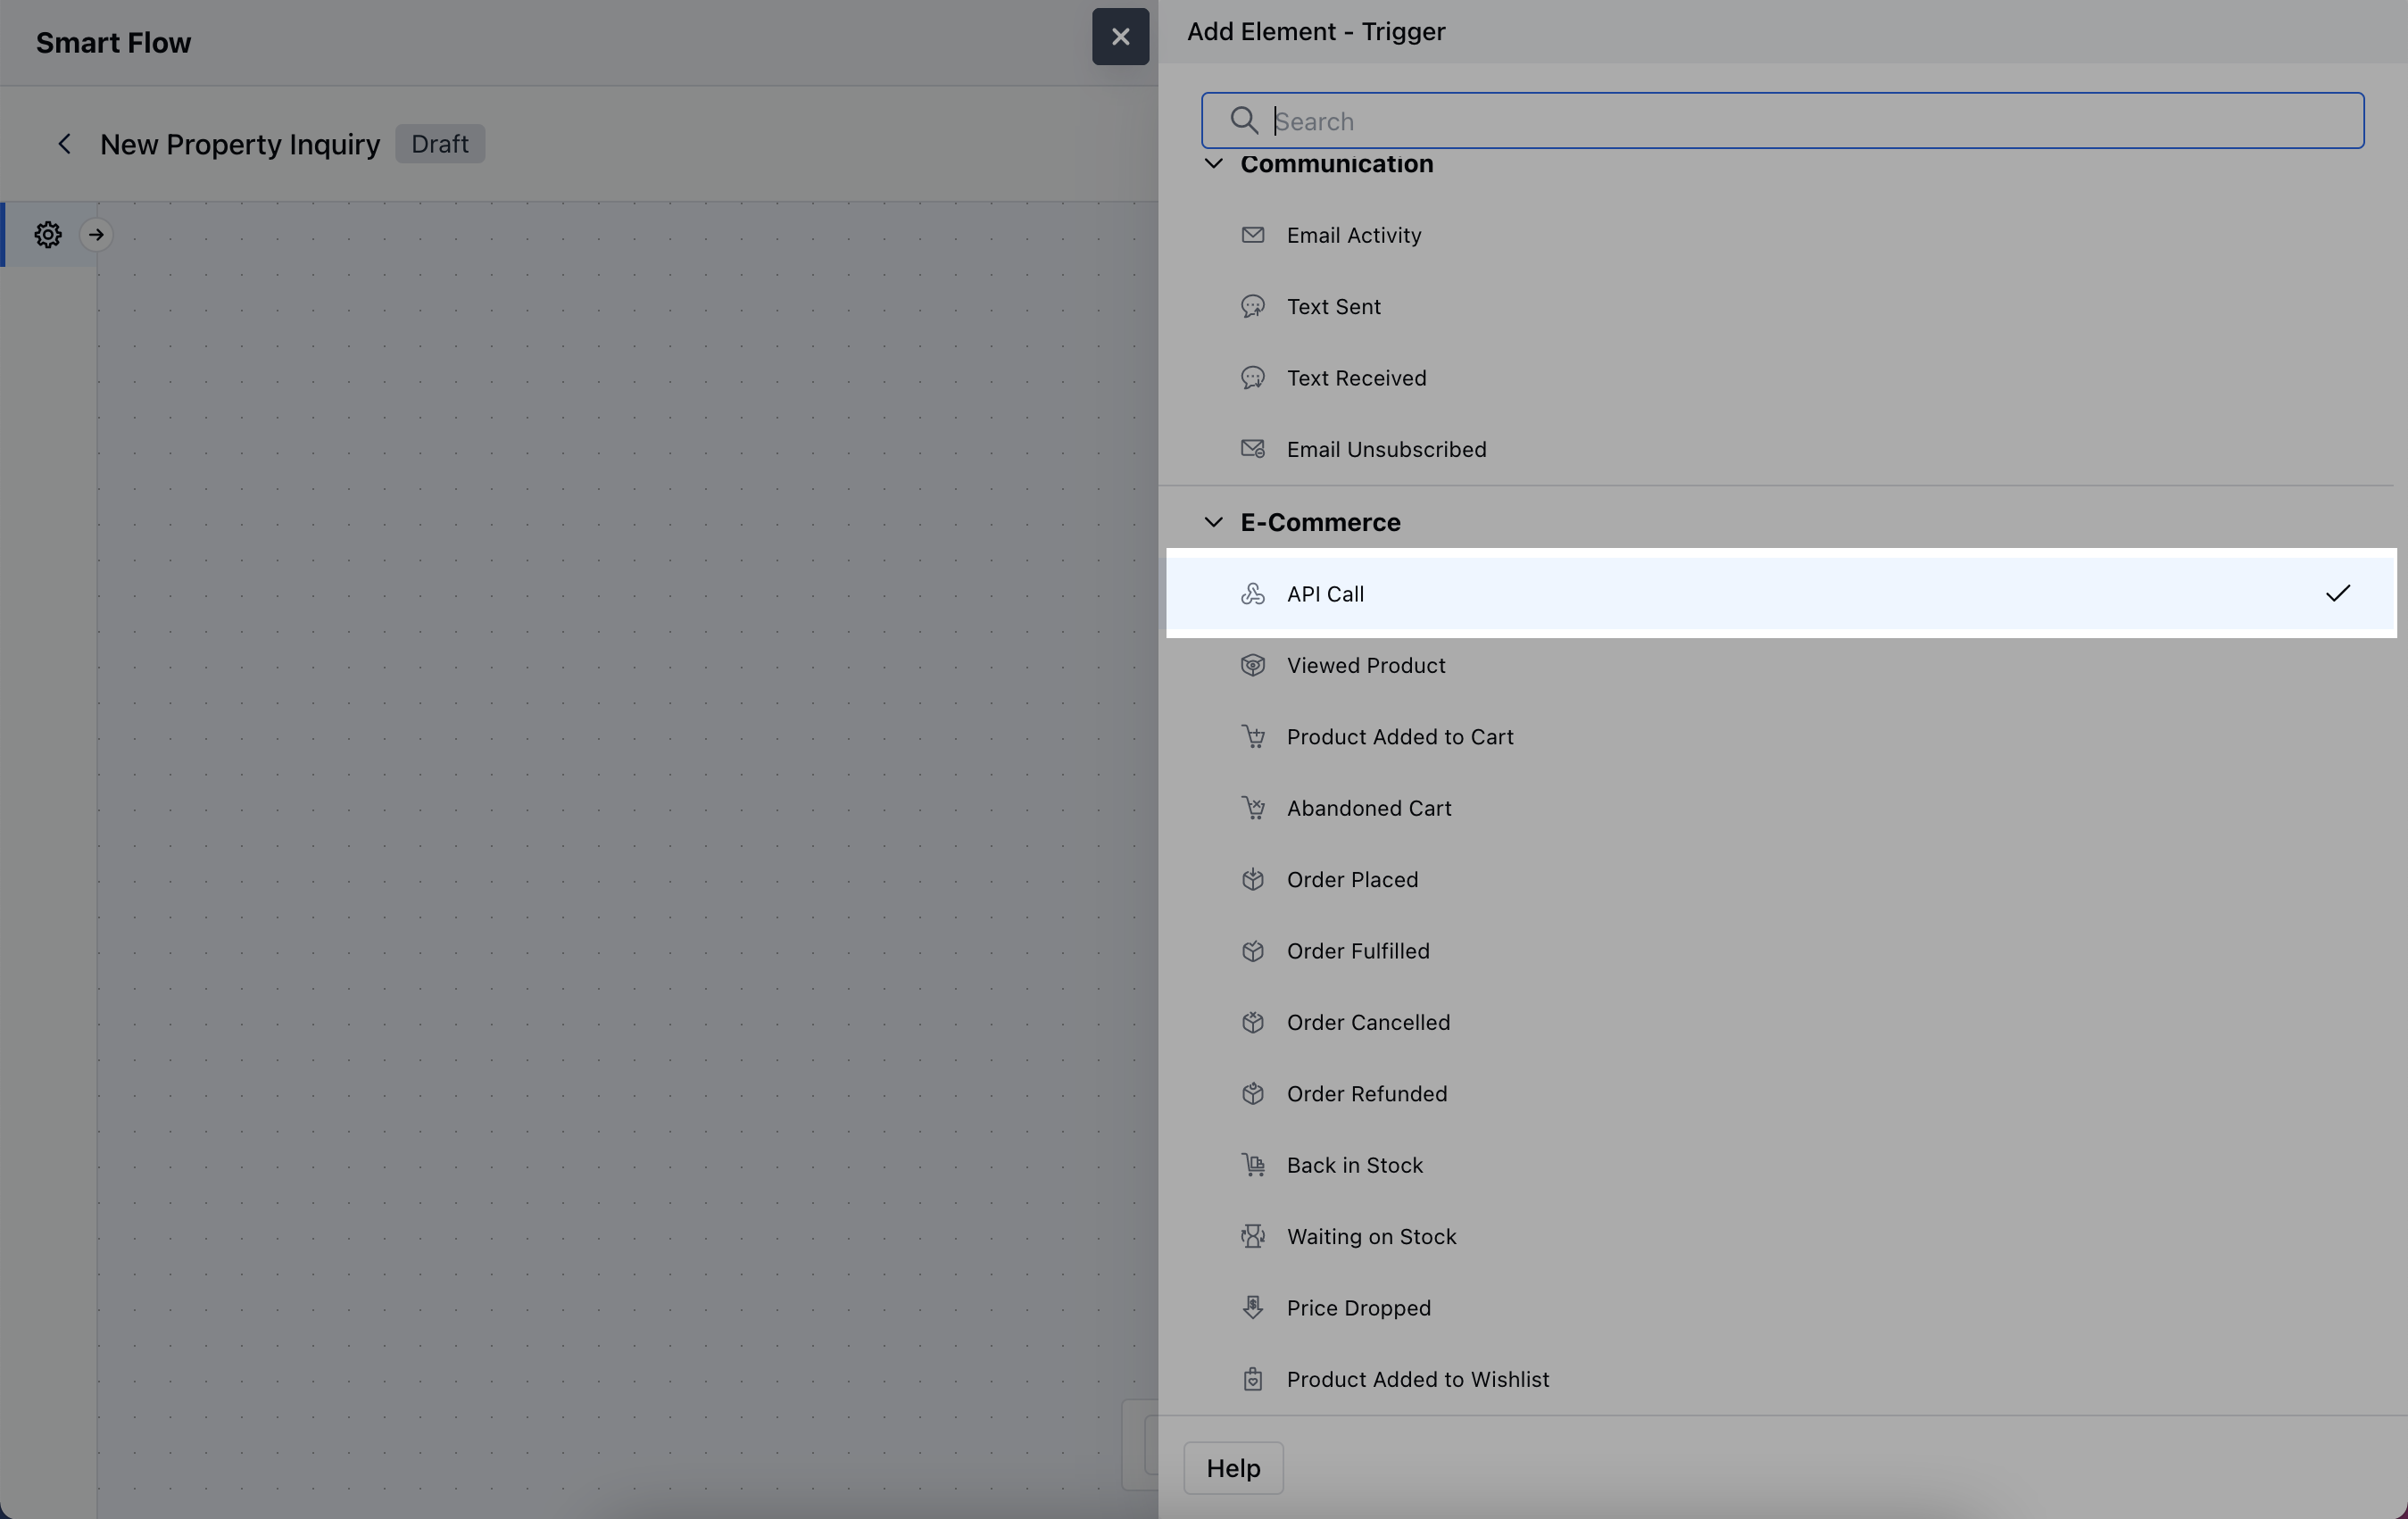 Smart Flow
New Property Inquiry
Draft
Add Element - Trigger
Search
Communication
Email Activity
Text Sent
Text Received
Email Unsubscribed
E-Commerce
API Call
Viewed Product
Product Added to Cart
Abandoned Cart
Order Placed
Order Fulfilled
Order Cancelled
Order Refunded
Back in Stock
Waiting on Stock
Price Dropped
Product Added to Wishlist
Help